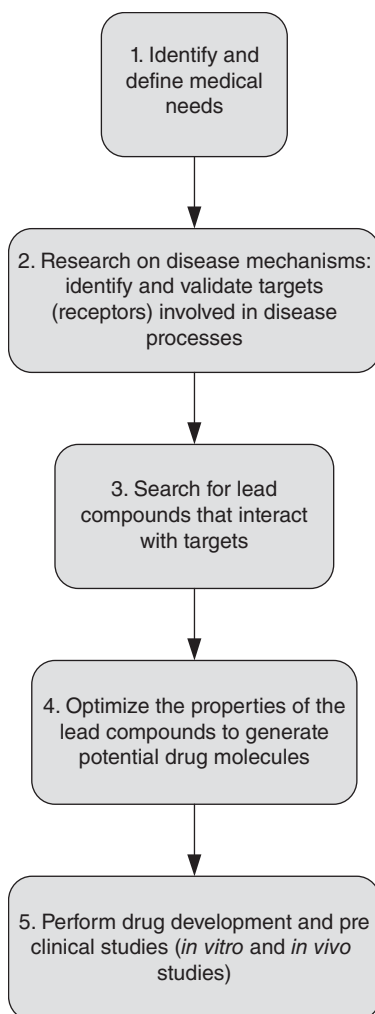 1. Identify and
define medical
needs
2. Research on disease mechanisms:
identify and validate targets
(receptors) involved in disease
processes
3. Search for lead
compounds that interact
with targets
4. Optimize the properties of the
lead compounds to generate
potential drug molecules
5. Perform drug development and pre
clinical studies (in vitro and in vivo
studies)